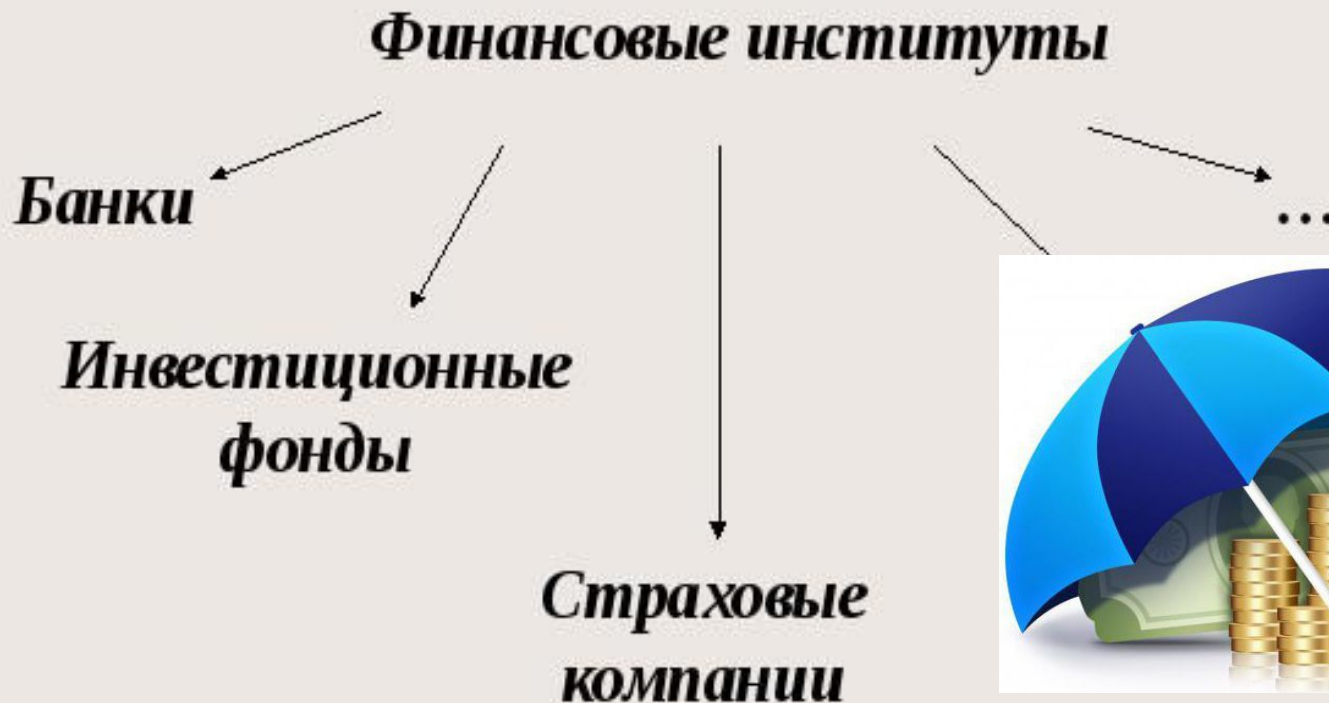 Финансовые институты
Банки
...
Инвестиционные
фонды
Страховые
компании